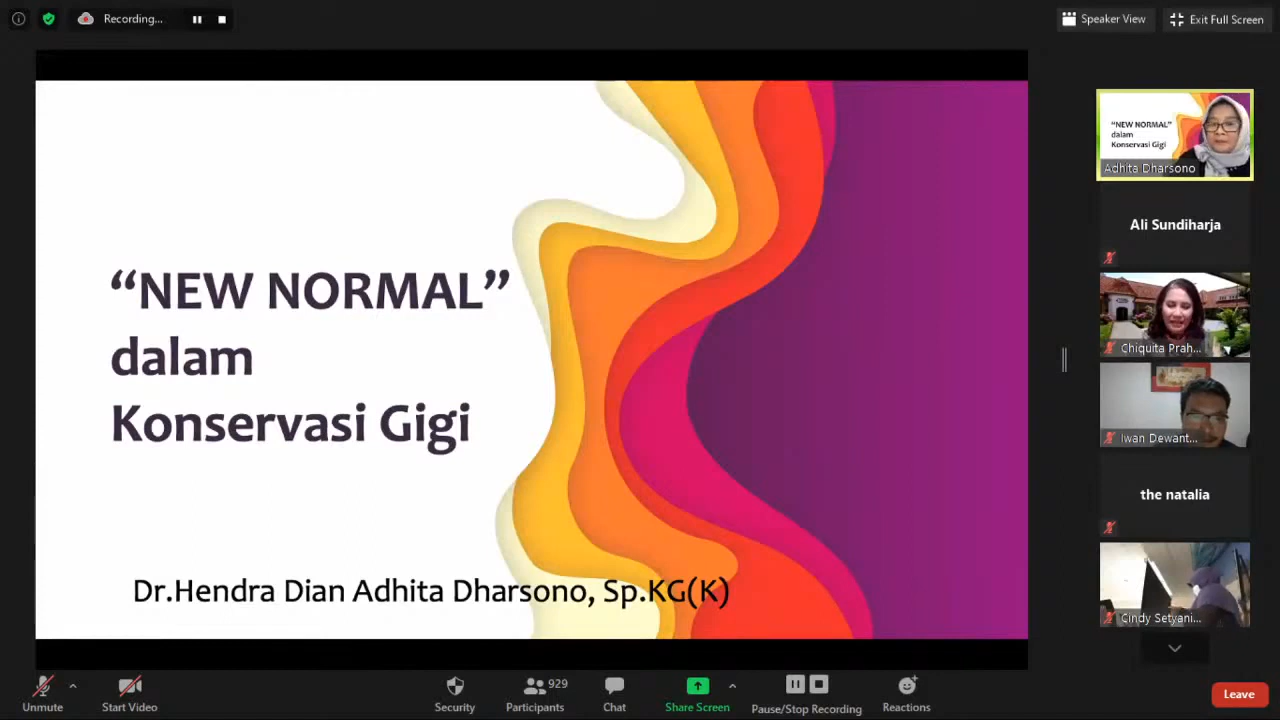 Recording...
Speaker View
Exit Full Screen
“NEW NORMAL”
dalam
Konservasi Gigi
Dr.Hendra Dian Adhita Dharsono, Sp.KG(K)
“NEW NORMAL”
dalam
Konservasi Gigi
Adhita Dharsono
Ali Sundiharja
Chiquita Prah...
Iwan Dewant...
the natalia
Cindy Setyani...
Unmute
Start Video
Security
Participants
929
Chat
Share Screen
Pause/Stop Recording
Reactions
Leave